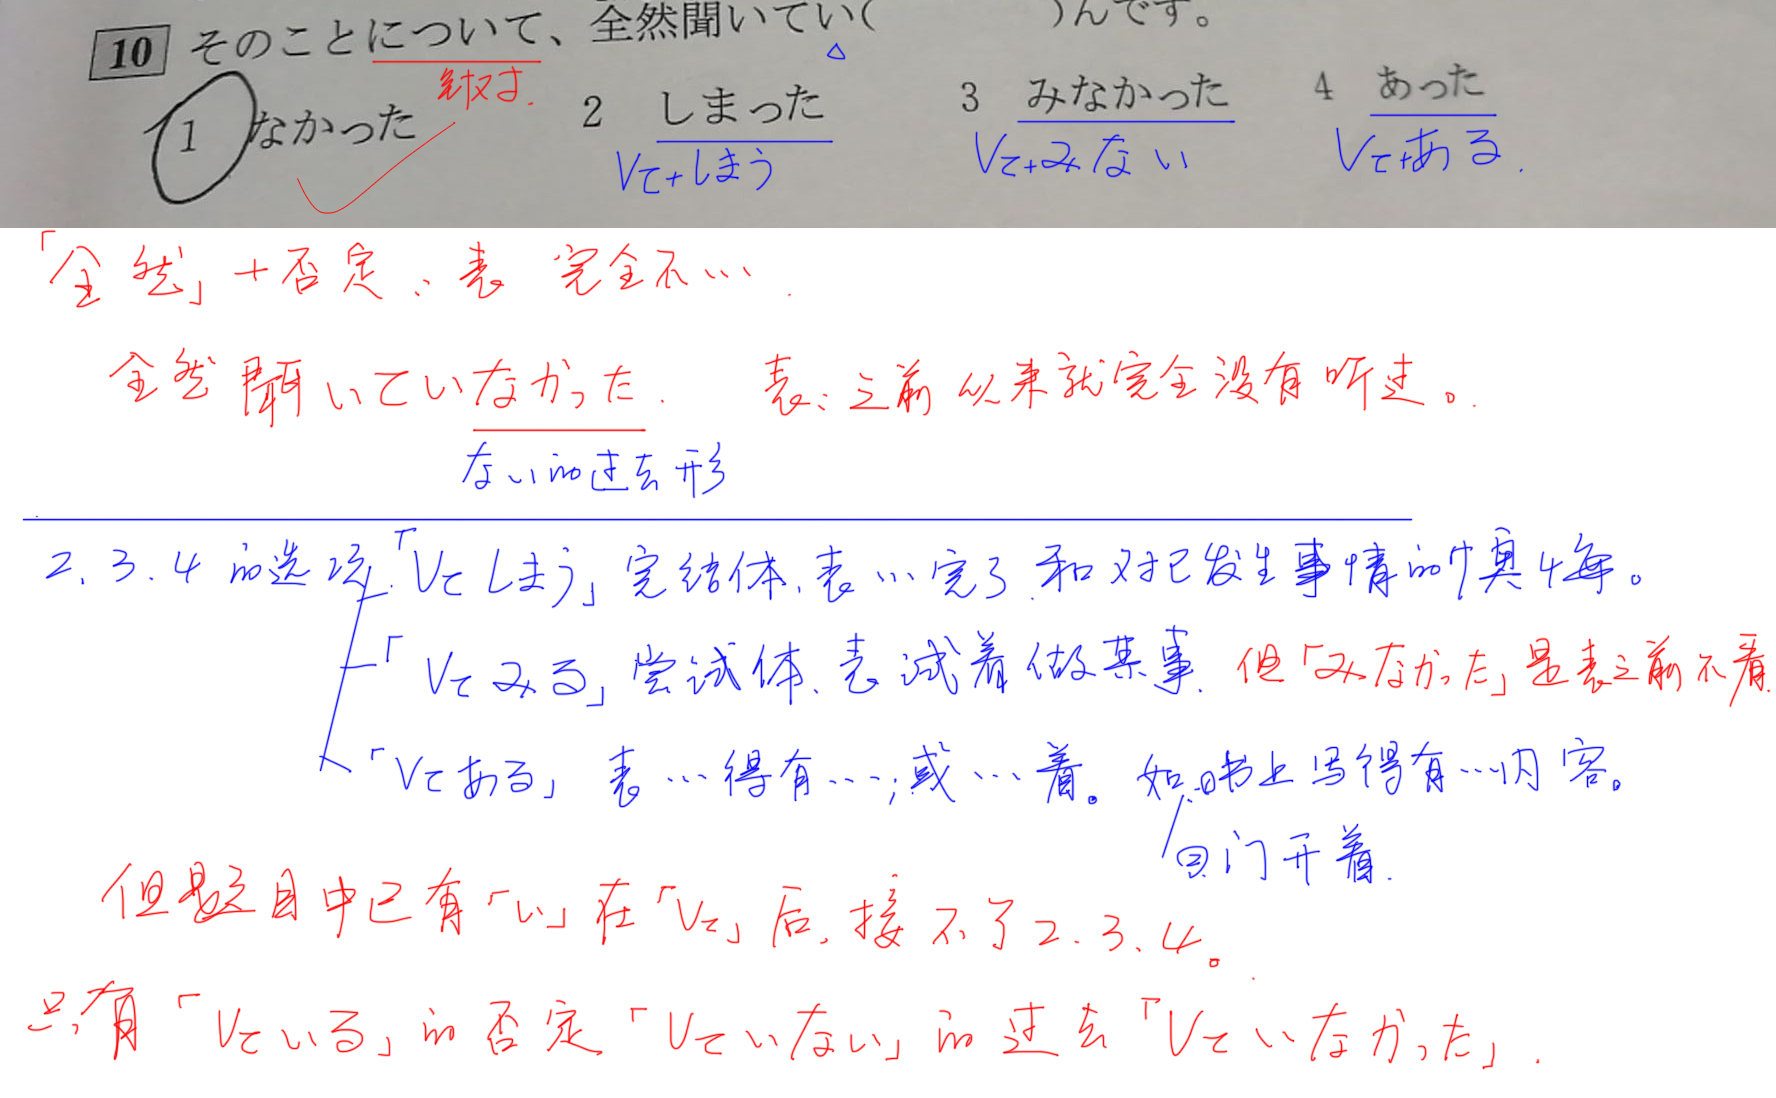 10 そのことについて、全然聞いてい( )んです。
△
1 なかった 2 しまった 3 みなかった 4 あった
Vて+しまう Vて+みない Vて+ある.
「全然」+否定:表 完全不….
全然聞いていなかった. 表:之前以来就完全没有听过。
ない的过去形
2.3.4的选项.「Vてしまう」完结体、表…完了.和对已发生事情的懊悔。
「Vてみる」尝试体、表试着做某事. 但「みなかった」是表之前不看.
「Vてある」表…得有…;或…着。如:①书上写得有…内容。
②门开着.
但题目中已有「い」在「Vて」后,接不了2.3.4。
只有「Vている」的否定「Vていない」的过去「Vていなかった」.